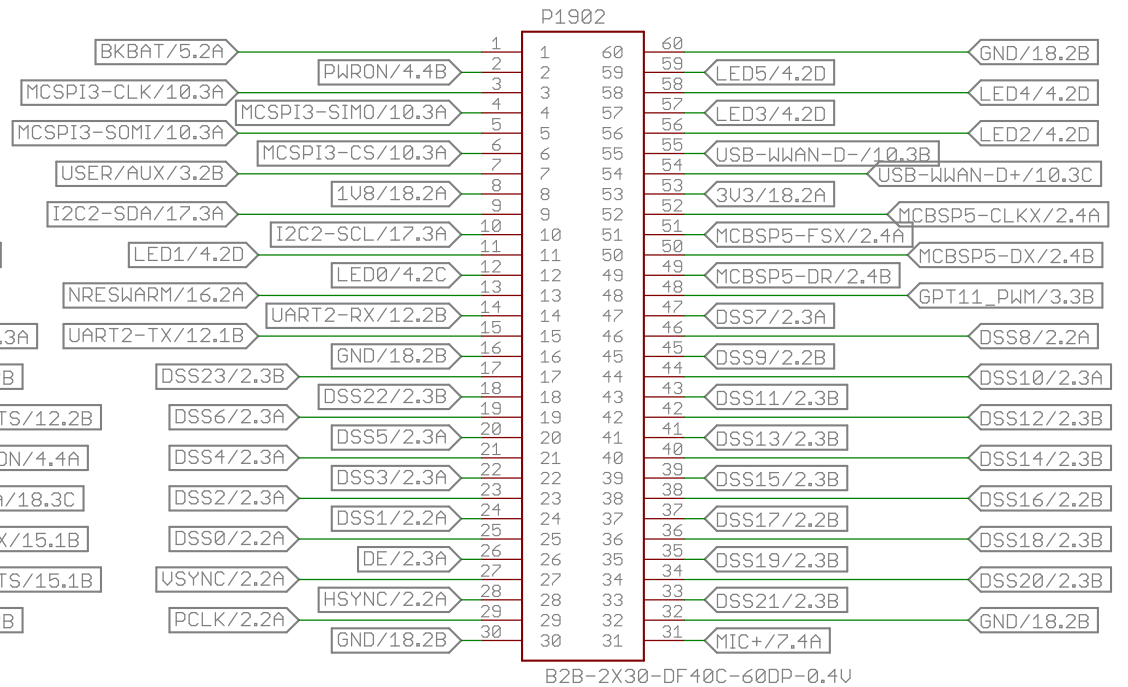 P1902
BKBAT/5.2A 1 1 60 60 GND/18.2B
PWRON/4.4B 2 2 59 59 LED5/4.2D
MCSPI3-CLK/10.3A 3 3 58 58 LED4/4.2D
MCSPI3-SIMO/10.3A 4 4 57 57 LED3/4.2D
MCSPI3-SOMI/10.3A 5 5 56 56 LED2/4.2D
MCSPI3-CS/10.3A 6 6 55 55 USB-WWAN-D-/10.3B
USER/AUX/3.2B 7 7 54 54 USB-WWAN-D+/10.3C
1V8/18.2A 8 8 53 53 3V3/18.2A
I2C2-SDA/17.3A 9 9 52 52 MCBSP5-CLKX/2.4A
I2C2-SCL/17.3A 10 10 51 51 MCBSP5-FSX/2.4A
LED1/4.2D 11 11 50 50 MCBSP5-DX/2.4B
LED0/4.2C 12 12 49 49 MCBSP5-DR/2.4B
NRESWARM/16.2A 13 13 48 48 GPT11_PWM/3.3B
UART2-RX/12.2B 14 14 47 47 DSS7/2.3A
.3A UART2-TX/12.1B 15 15 46 46 DSS8/2.2A
GND/18.2B 16 16 45 45 DSS9/2.2B
B DSS23/2.3B 17 17 44 44 DSS10/2.3A
DSS22/2.3B 18 18 43 43 DSS11/2.3B
TS/12.2B DSS6/2.3A 19 19 42 42 DSS12/2.3B
DSS5/2.3A 20 20 41 41 DSS13/2.3B
ON/4.4A DSS4/2.3A 21 21 40 40 DSS14/2.3B
DSS3/2.3A 22 22 39 39 DSS15/2.3B
/18.3C DSS2/2.3A 23 23 38 38 DSS16/2.2B
DSS1/2.2A 24 24 37 37 DSS17/2.2B
X/15.1B DSS0/2.2A 25 25 36 36 DSS18/2.3B
DE/2.3A 26 26 35 35 DSS19/2.3B
TS/15.1B VSYNC/2.2A 27 27 34 34 DSS20/2.3B
HSYNC/2.2A 28 28 33 33 DSS21/2.3B
B PCLK/2.2A 29 29 32 32 GND/18.2B
GND/18.2B 30 30 31 31 MIC+/7.4A
B2B-2X30-DF40C-60DP-0.4V